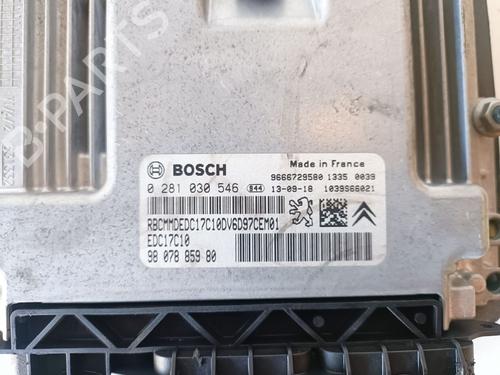 BOSCH
Made in France
9666729580 1335 0039
0 281 030 546 E44 13-09-18 1039S66021
RBCMMDEDC17C10DV6D97CEM01
EDC17C10
98 078 859 80
B-PARTS